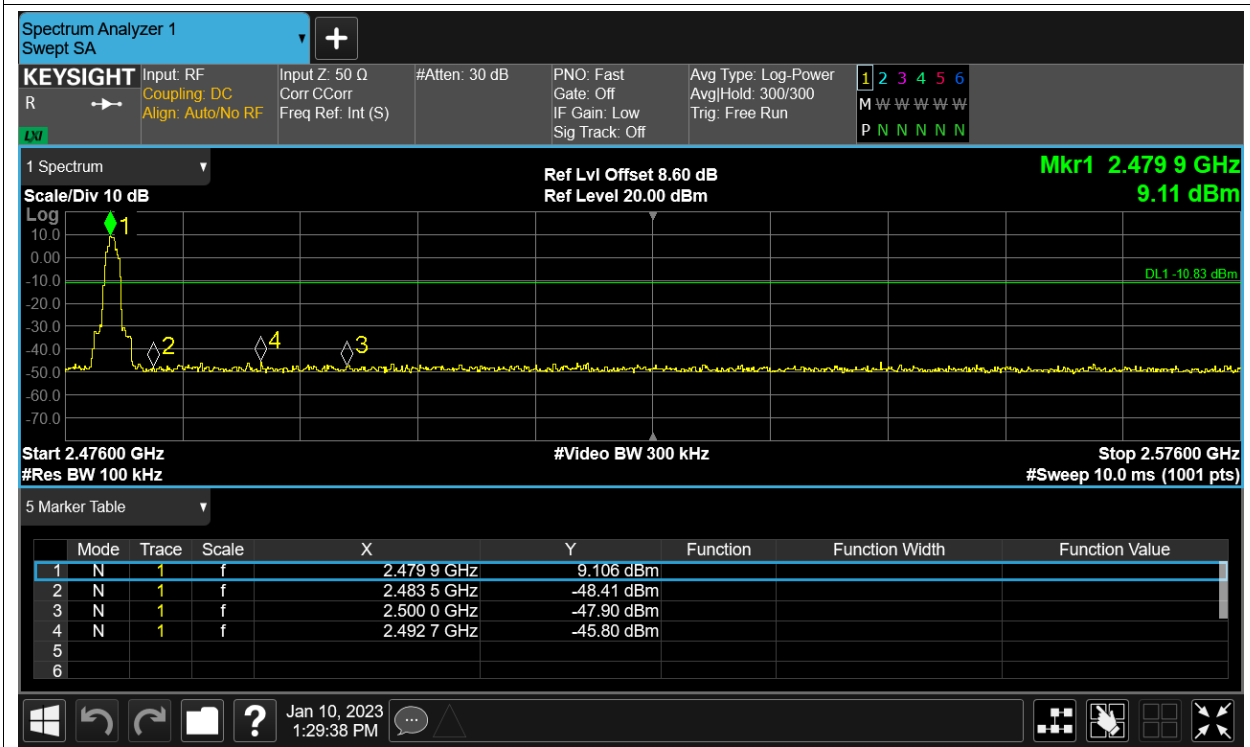 Spectrum Analyzer 1
Swept SA
+
KEYSIGHT Input: RF Input Z: 50 Ω #Atten: 30 dB PNO: Fast Avg Type: Log-Power 1 2 3 4 5 6
R Coupling: DC Corr CCorr Gate: Off Avg|Hold: 300/300 M W W W W W
Align: Auto/No RF Freq Ref: Int (S) IF Gain: Low Trig: Free Run
LXI Sig Track: Off P N N N N N
1 Spectrum Ref Lvl Offset 8.60 dB Mkr1 2.479 9 GHz
Scale/Div 10 dB Ref Level 20.00 dBm 9.11 dBm
Log
1
10.0
0.00
-10.0 DL1 -10.83 dBm
-20.0
-30.0
-40.0 2 4 3
-50.0
-60.0
-70.0
Start 2.47600 GHz #Video BW 300 kHz Stop 2.57600 GHz
#Res BW 100 kHz #Sweep 10.0 ms (1001 pts)
5 Marker Table
Mode Trace Scale X Y Function Function Width Function Value
1 N 1 f 2.479 9 GHz 9.106 dBm
2 N 1 f 2.483 5 GHz -48.41 dBm
3 N 1 f 2.500 0 GHz -47.90 dBm
4 N 1 f 2.492 7 GHz -45.80 dBm
5
6
? Jan 10, 2023
1:29:38 PM